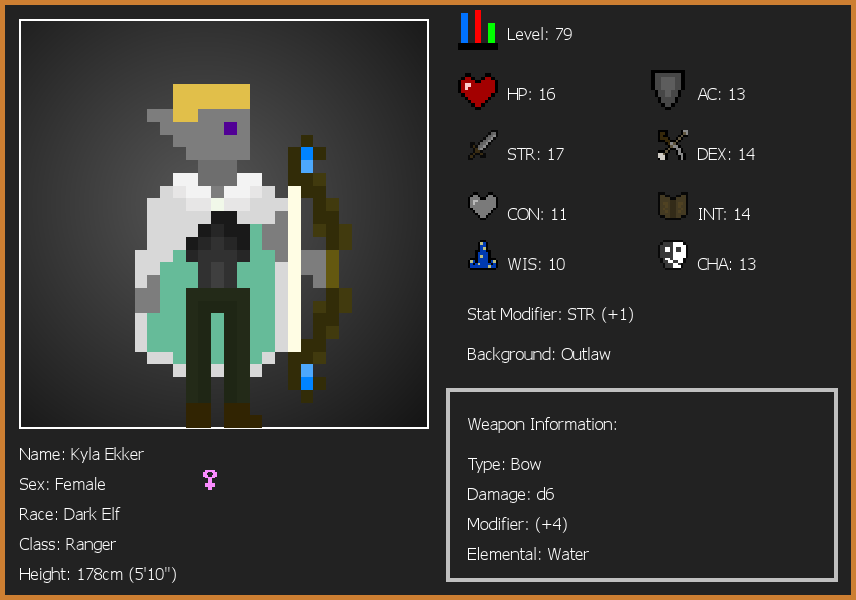 Level: 79
HP: 16
AC: 13
STR: 17
DEX: 14
CON: 11
INT: 14
WIS: 10
CHA: 13
Stat Modifier: STR (+1)
Background: Outlaw
Weapon Information:
Type: Bow
Damage: d6
Modifier: (+4)
Elemental: Water
Name: Kyla Ekker
Sex: Female
Race: Dark Elf
Class: Ranger
Height: 178cm (5'10")